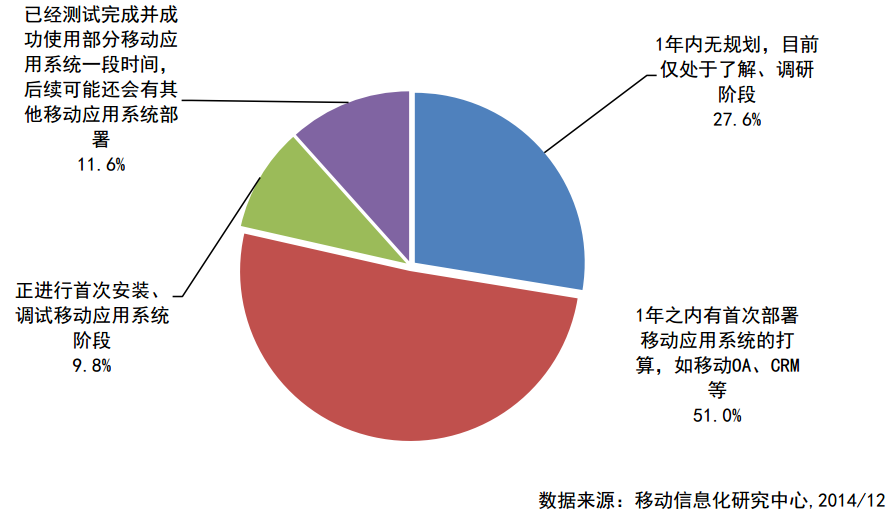 已经测试完成并成
功使用部分移动应
用系统一段时间，
后续可能还会有其
他移动应用系统部
署
11.6%
1年内无规划，目前
仅处于了解、调研
阶段
27.6%
正进行首次安装、
调试移动应用系统
阶段
9.8%
1年之内有首次部署
移动应用系统的打
算，如移动OA、CRM
等
51.0%
数据来源：移动信息化研究中心,2014/12